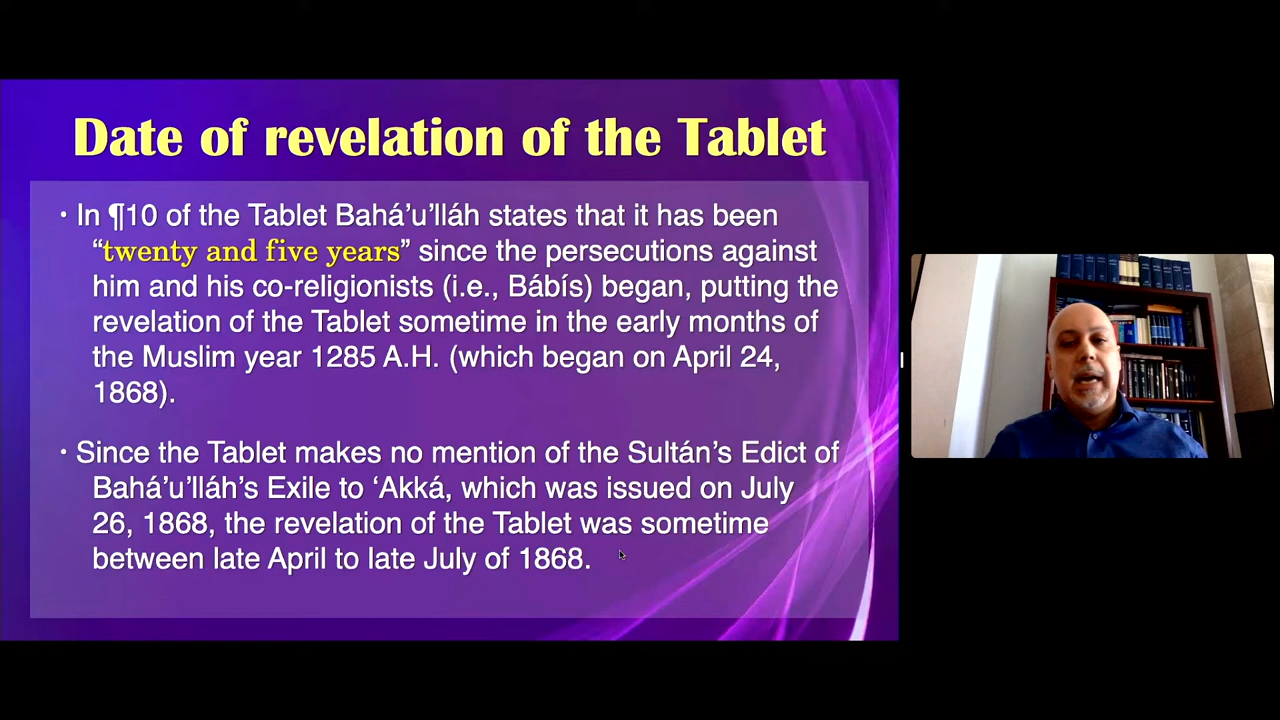 Date of revelation of the Tablet
• In ¶10 of the Tablet Bahá’u’lláh states that it has been
“twenty and five years” since the persecutions against
him and his co-religionists (i.e., Bábís) began, putting the
revelation of the Tablet sometime in the early months of
the Muslim year 1285 A.H. (which began on April 24,
1868).
• Since the Tablet makes no mention of the Sultán’s Edict of
Bahá’u’lláh’s Exile to ‘Akká, which was issued on July
26, 1868, the revelation of the Tablet was sometime
between late April to late July of 1868.